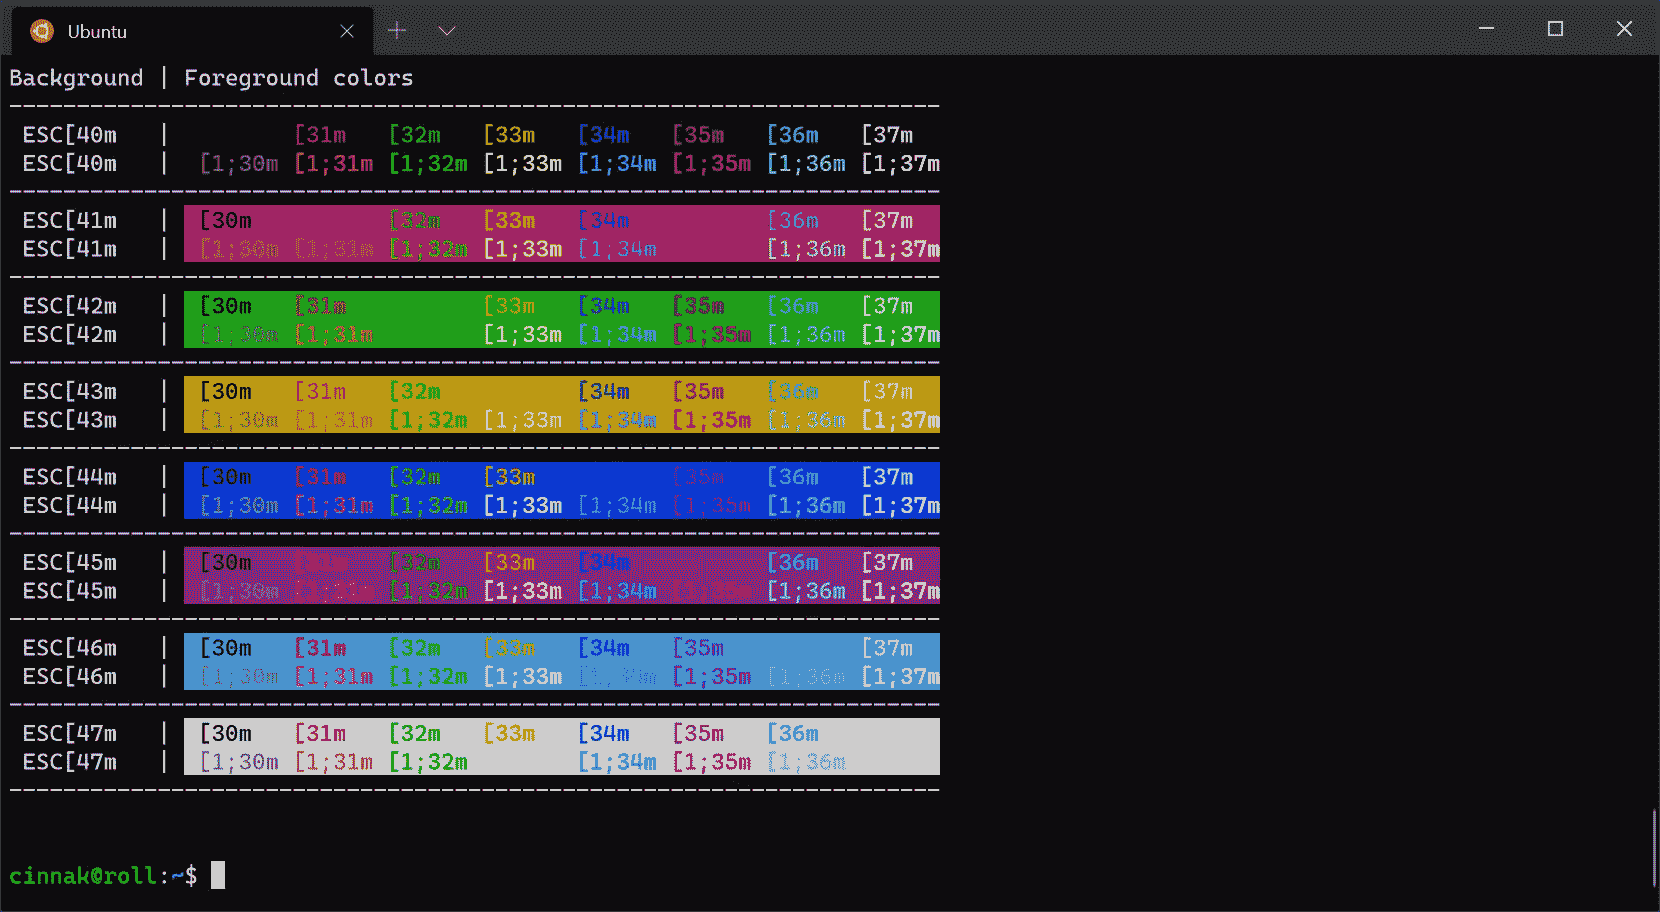 Ubuntu
Background | Foreground colors
----------------------------------------------------------------------
ESC[40m | [31m [32m [33m [34m [35m [36m [37m
ESC[40m | [1;30m [1;31m [1;32m [1;33m [1;34m [1;35m [1;36m [1;37m
----------------------------------------------------------------------
ESC[41m | [30m [32m [33m [34m [36m [37m
ESC[41m | [1;30m [1;31m [1;32m [1;33m [1;34m [1;36m [1;37m
----------------------------------------------------------------------
ESC[42m | [30m [31m [33m [34m [35m [36m [37m
ESC[42m | [1;30m [1;31m [1;33m [1;34m [1;35m [1;36m [1;37m
----------------------------------------------------------------------
ESC[43m | [30m [31m [32m [34m [35m [36m [37m
ESC[43m | [1;30m [1;31m [1;32m [1;33m [1;34m [1;35m [1;36m [1;37m
----------------------------------------------------------------------
ESC[44m | [30m [31m [32m [33m [35m [36m [37m
ESC[44m | [1;30m [1;31m [1;32m [1;33m [1;34m [1;35m [1;36m [1;37m
----------------------------------------------------------------------
ESC[45m | [30m [32m [33m [34m [36m [37m
ESC[45m | [1;30m [1;32m [1;33m [1;34m [1;36m [1;37m
----------------------------------------------------------------------
ESC[46m | [30m [31m [32m [33m [34m [35m [37m
ESC[46m | [1;30m [1;31m [1;32m [1;33m [1;34m [1;35m [1;36m [1;37m
----------------------------------------------------------------------
ESC[47m | [30m [31m [32m [33m [34m [35m [36m
ESC[47m | [1;30m [1;31m [1;32m [1;34m [1;35m [1;36m
----------------------------------------------------------------------
cinnak@roll:~$